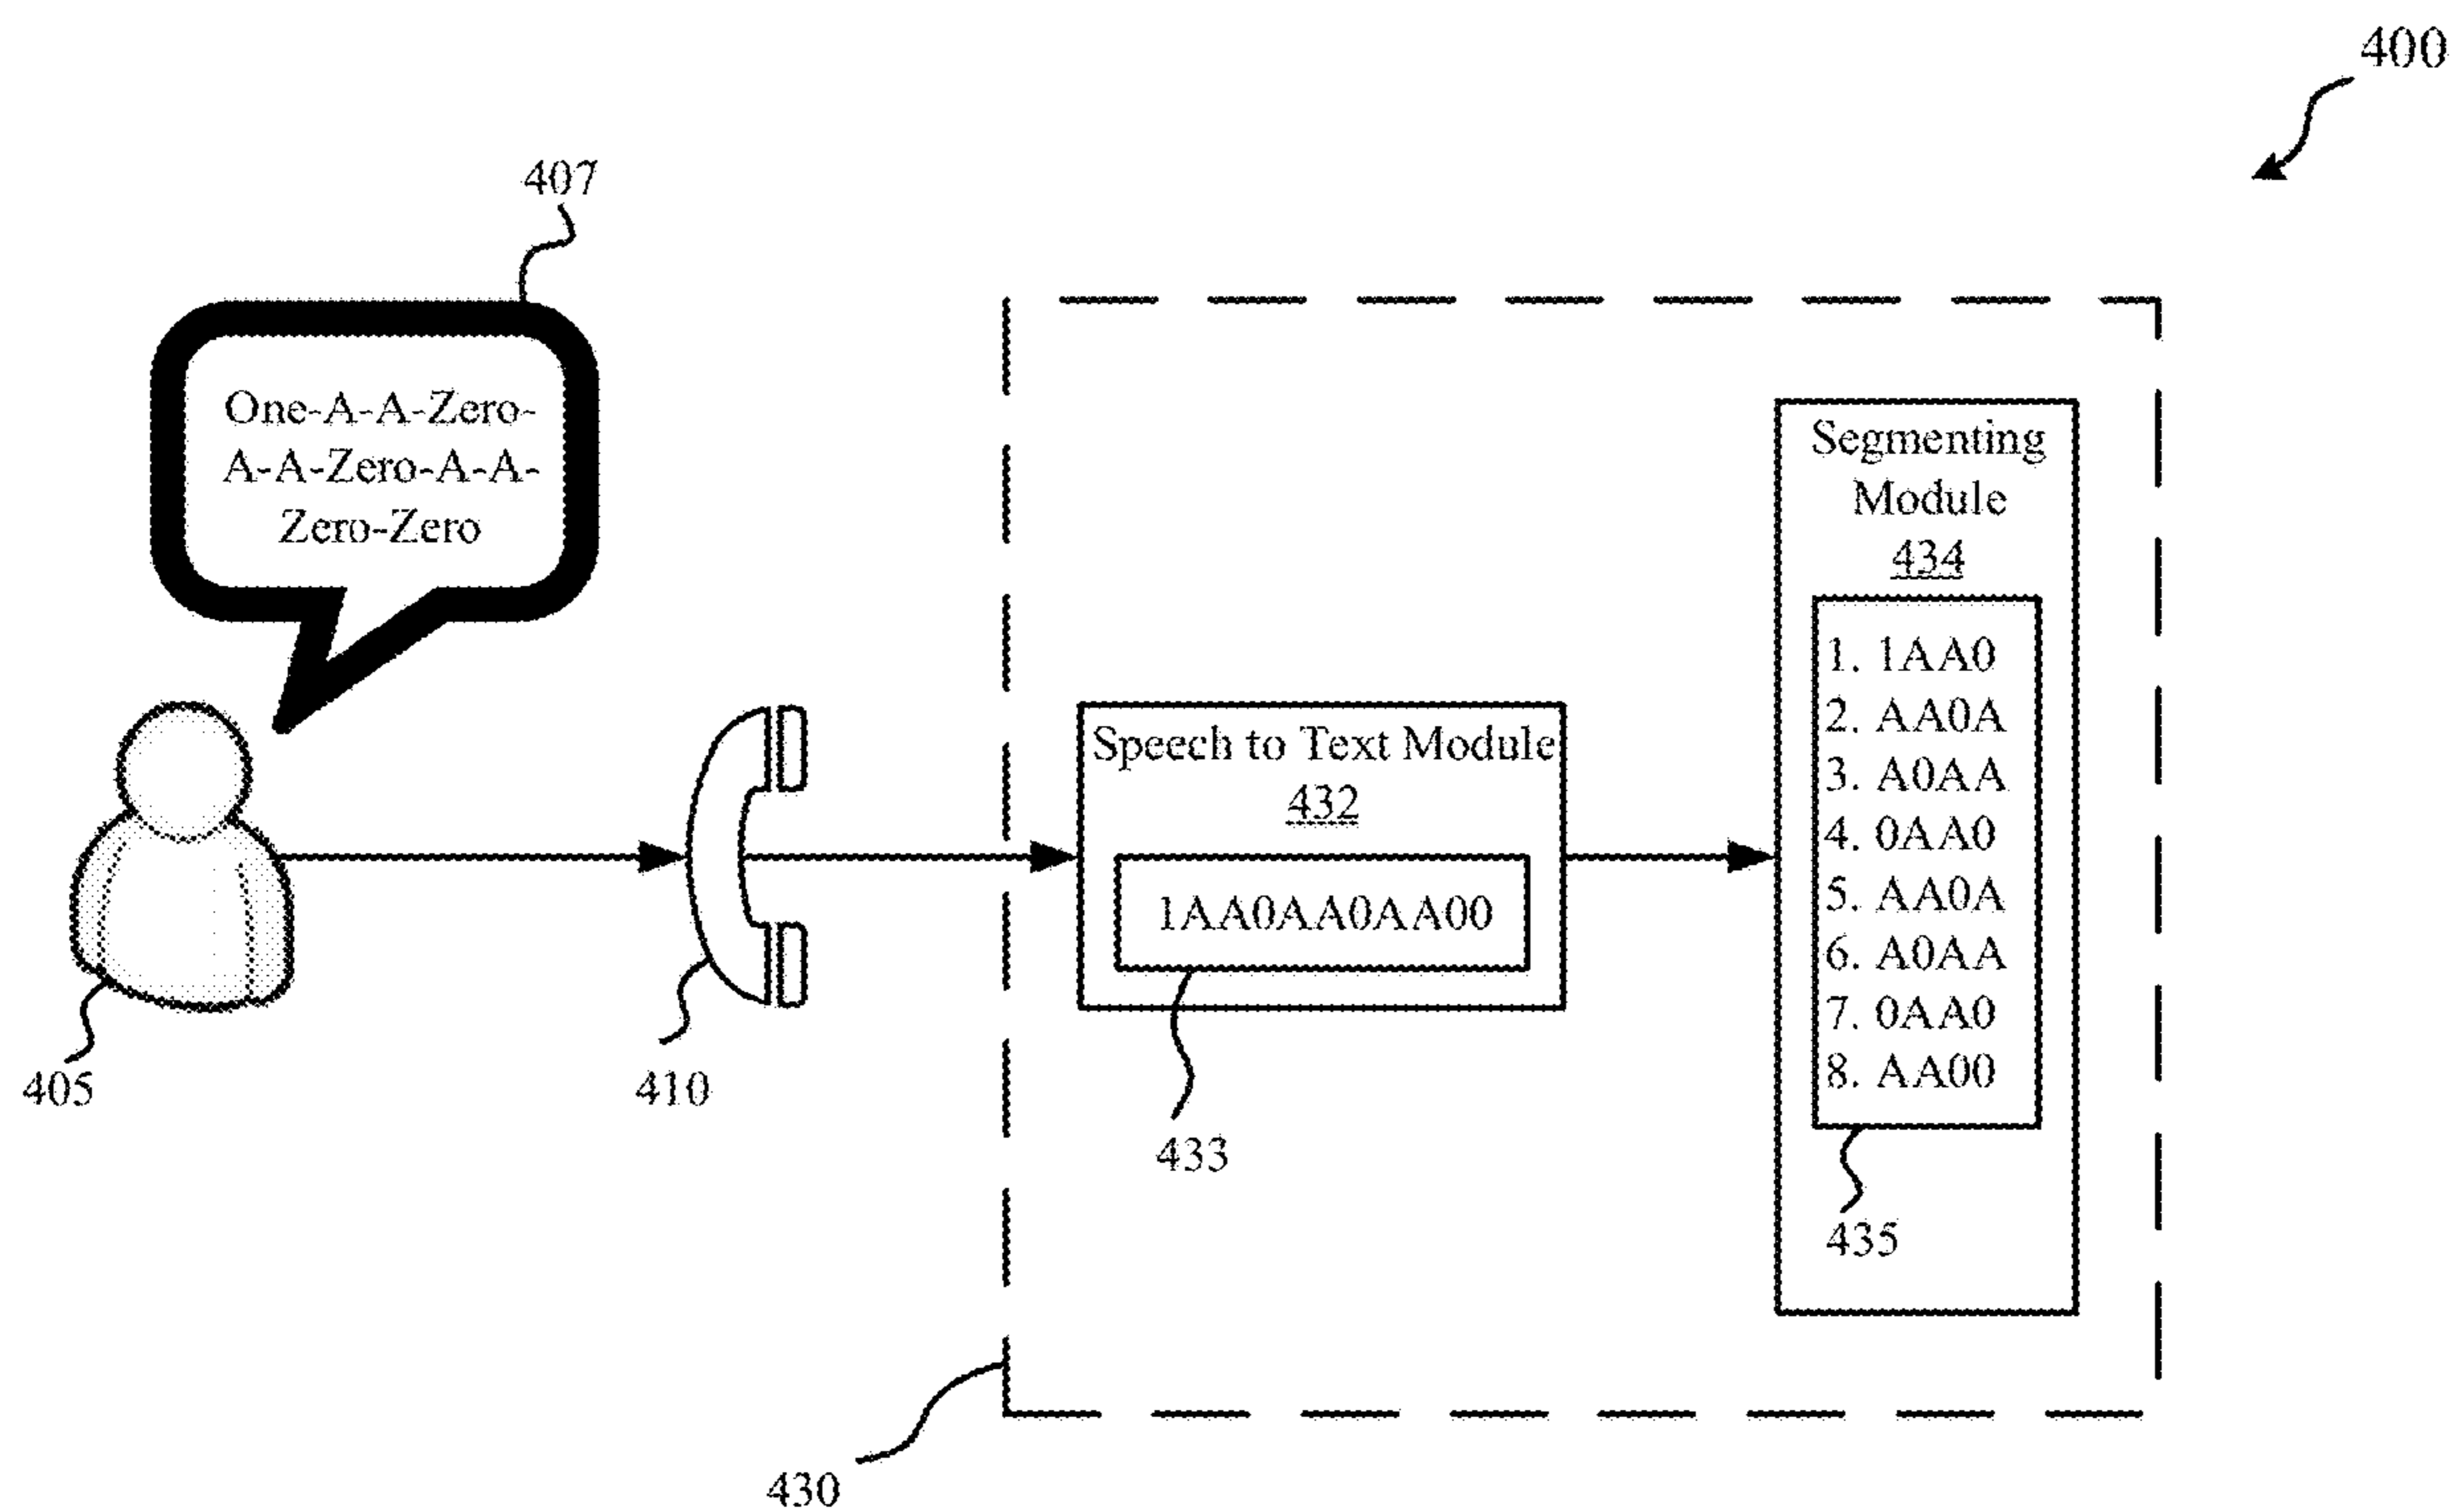 400
407
One-A-A-Zero-
A-A-Zero-A-A-
Zero-Zero
405
410
Speech to Text Module
432
1AA0AA0AA00
433
Segmenting
Module
434
1. 1AA0
2. AA0A
3. A0AA
4. 0AA0
5. AA0A
6. A0AA
7. 0AA0
8. AA00
435
430